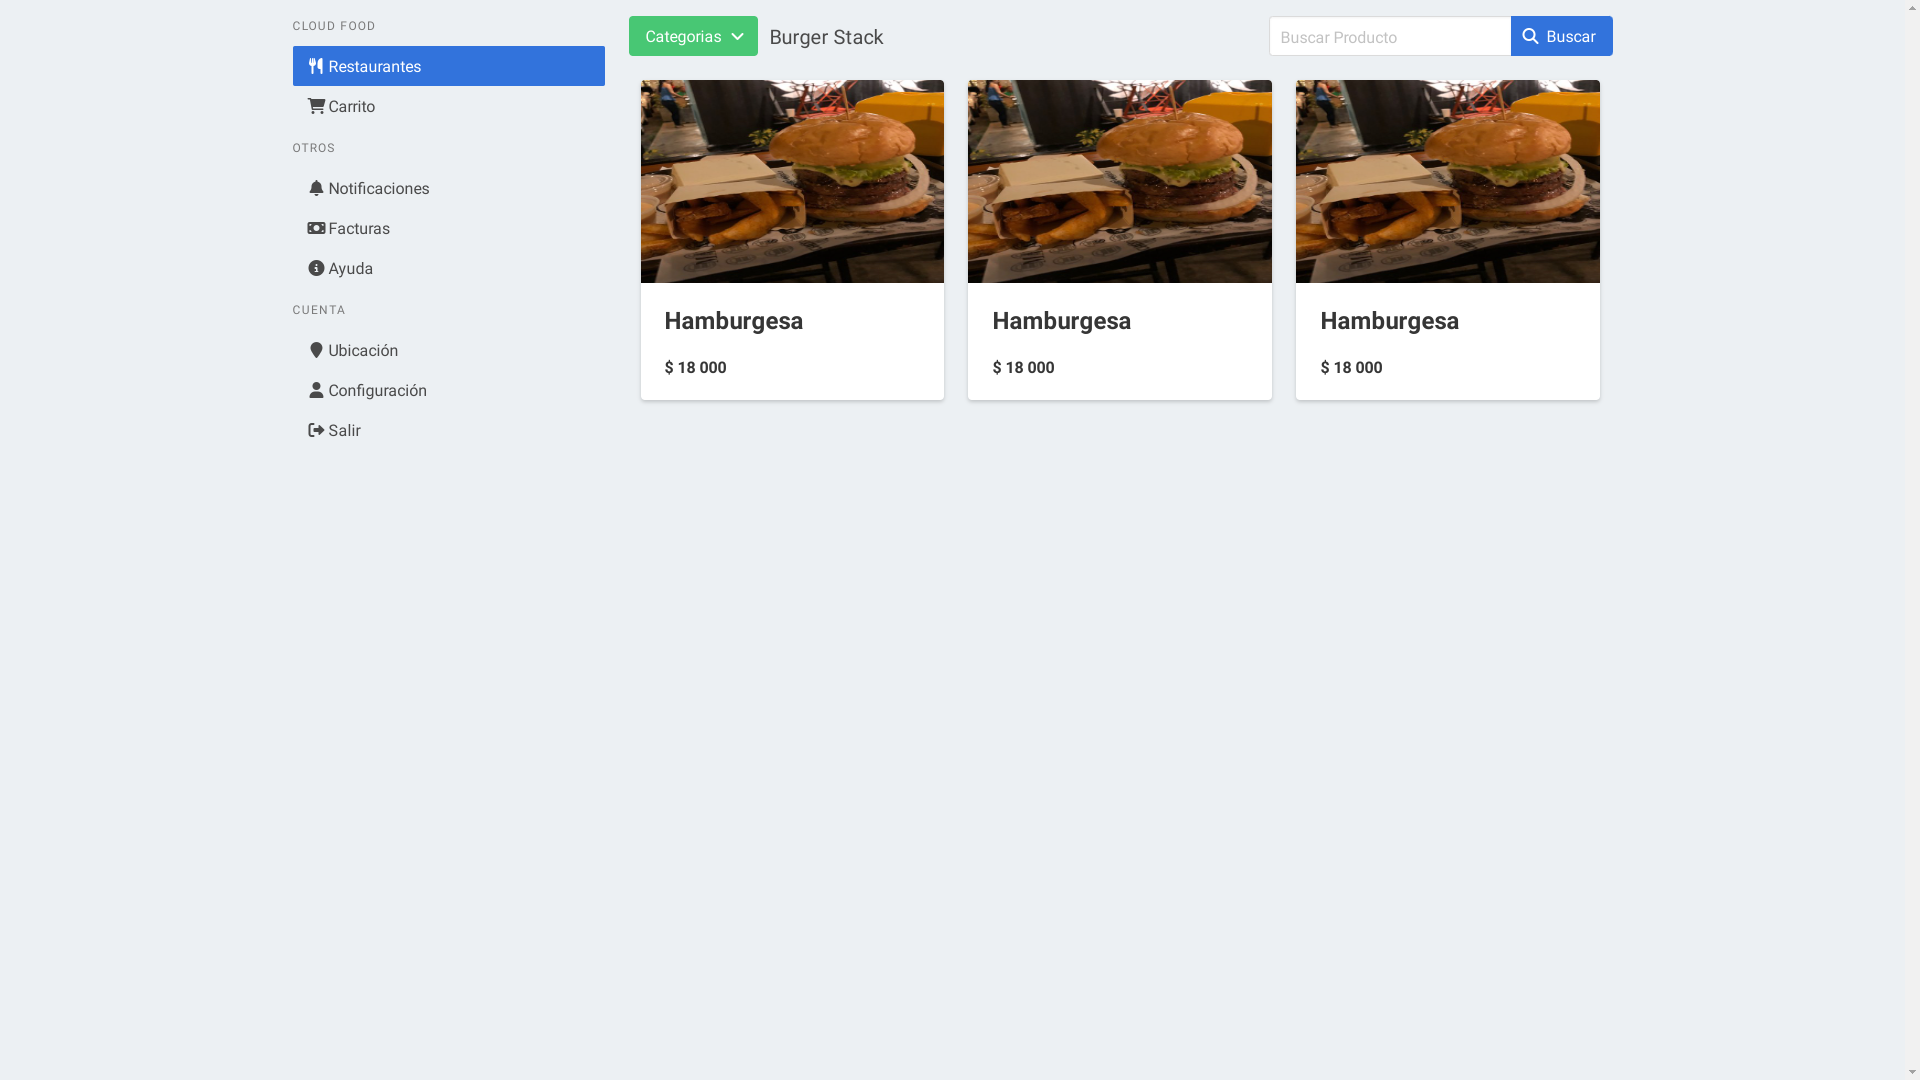 CLOUD FOOD
Restaurantes
Carrito
OTROS
Notificaciones
Facturas
Ayuda
CUENTA
Ubicación
Configuración
Salir
Categorias
Burger Stack
Buscar Producto
Buscar
Hamburgesa
$ 18 000
Hamburgesa
$ 18 000
Hamburgesa
$ 18 000